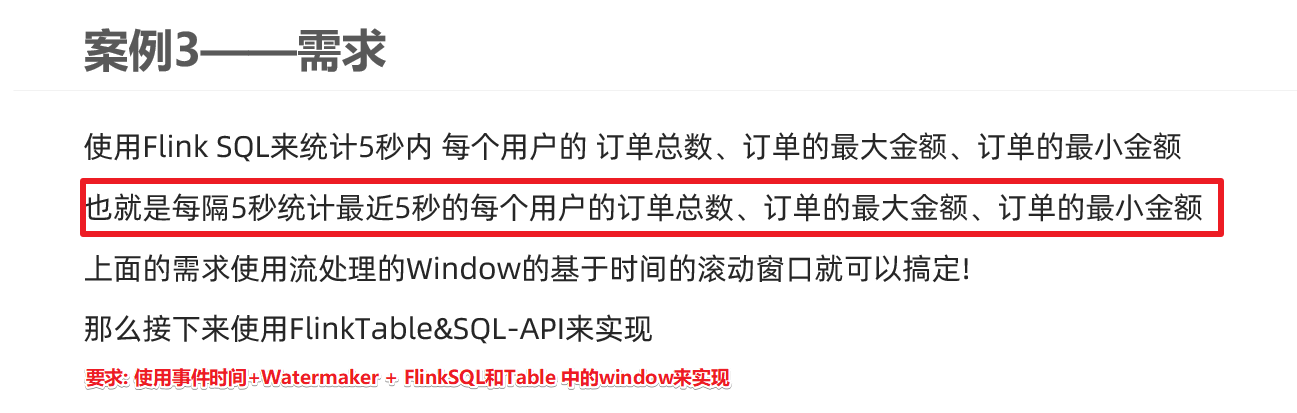 案例3——需求
使用Flink SQL来统计5秒内 每个用户的 订单总数、订单的最大金额、订单的最小金额
也就是每隔5秒统计最近5秒的每个用户的订单总数、订单的最大金额、订单的最小金额
上面的需求使用流处理的Window的基于时间的滚动窗口就可以搞定!
那么接下来使用FlinkTable&SQL-API来实现
要求: 使用事件时间+Watermaker + FlinkSQL和Table 中的window来实现